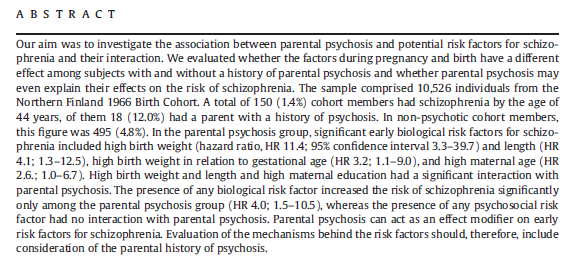 A B S T R A C T
Our aim was to investigate the association between parental psychosis and potential risk factors for schizo-
phrenia and their interaction. We evaluated whether the factors during pregnancy and birth have a different
effect among subjects with and without a history of parental psychosis and whether parental psychosis may
even explain their effects on the risk of schizophrenia. The sample comprised 10,526 individuals from the
Northern Finland 1966 Birth Cohort. A total of 150 (1.4%) cohort members had schizophrenia by the age of
44 years, of them 18 (12.0%) had a parent with a history of psychosis. In non-psychotic cohort members,
this figure was 495 (4.8%). In the parental psychosis group, significant early biological risk factors for schizo-
phrenia included high birth weight (hazard ratio, HR 11.4; 95% confidence interval 3.3–39.7) and length (HR
4.1; 1.3–12.5), high birth weight in relation to gestational age (HR 3.2; 1.1–9.0), and high maternal age (HR
2.6.; 1.0–6.7). High birth weight and length and high maternal education had a significant interaction with
parental psychosis. The presence of any biological risk factor increased the risk of schizophrenia significantly
only among the parental psychosis group (HR 4.0; 1.5–10.5), whereas the presence of any psychosocial risk
factor had no interaction with parental psychosis. Parental psychosis can act as an effect modifier on early
risk factors for schizophrenia. Evaluation of the mechanisms behind the risk factors should, therefore, include
consideration of the parental history of psychosis.